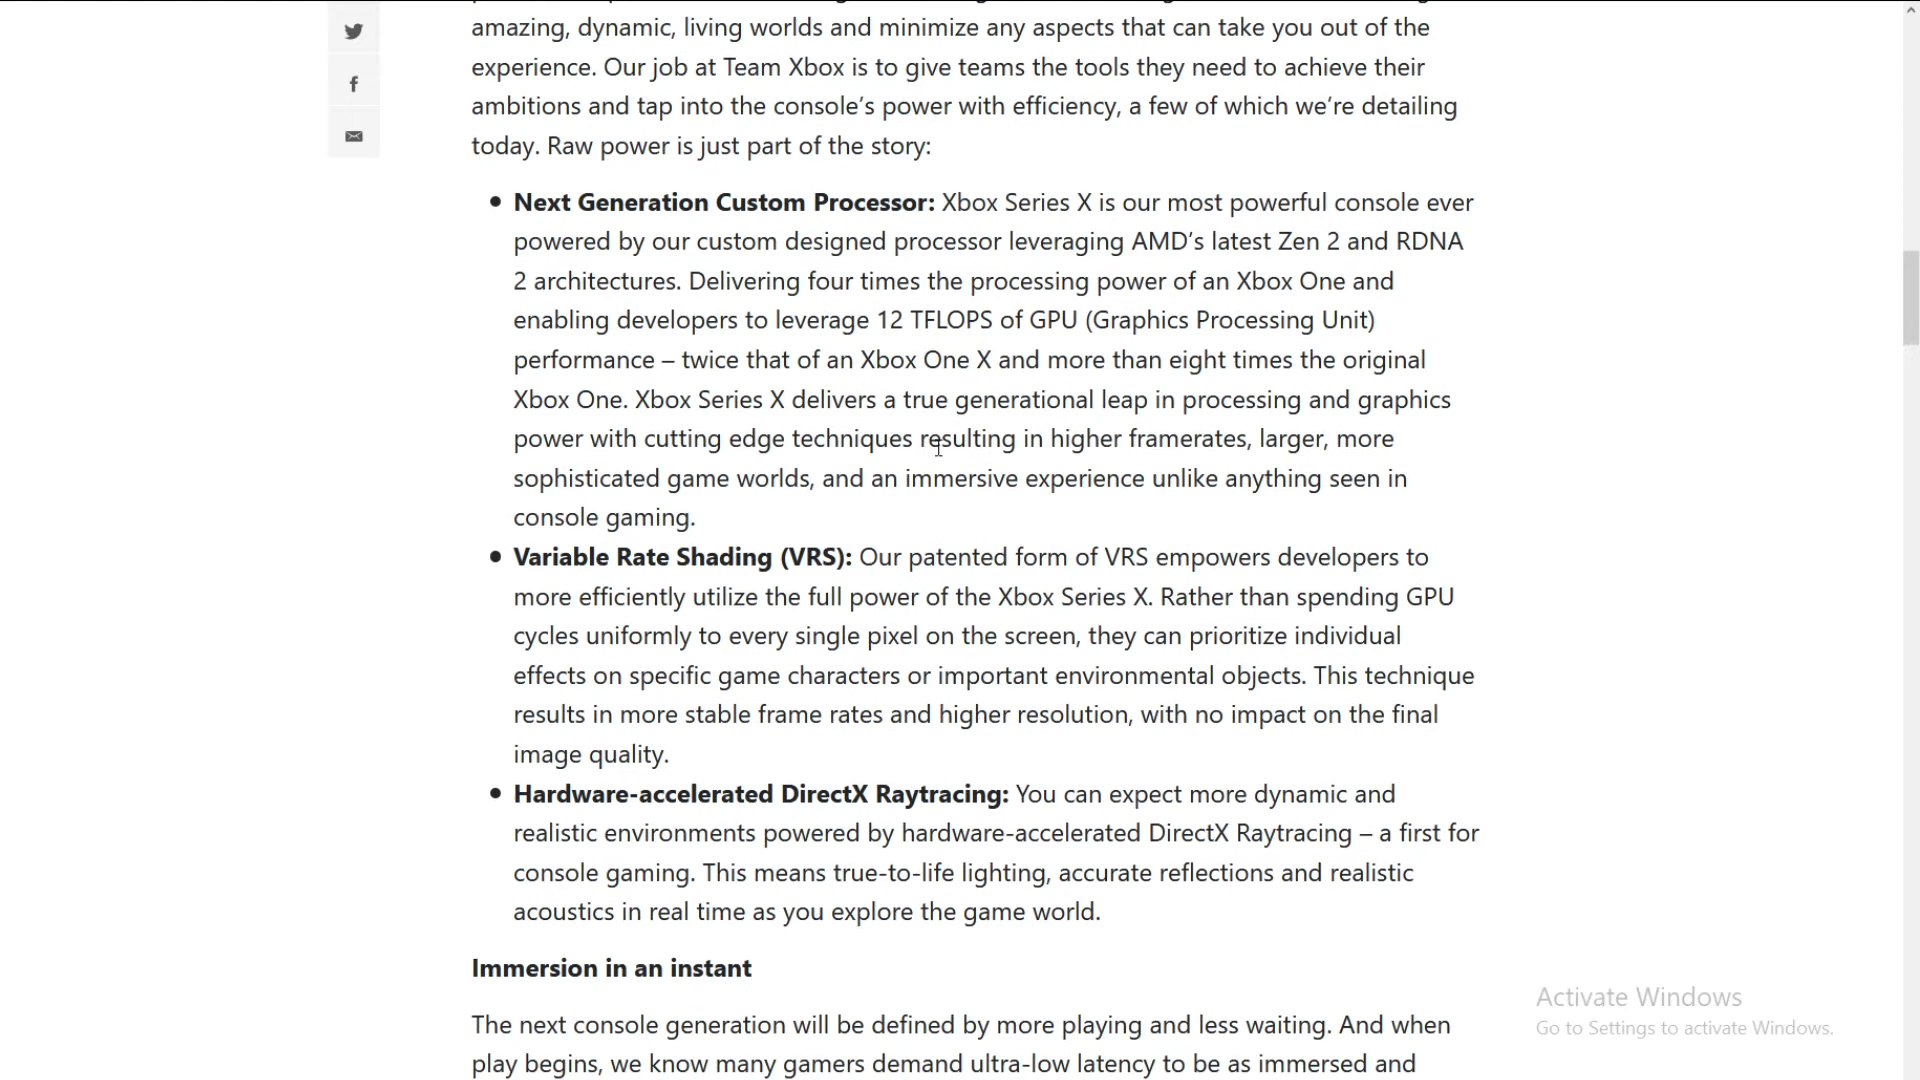 amazing, dynamic, living worlds and minimize any aspects that can take you out of the
experience. Our job at Team Xbox is to give teams the tools they need to achieve their
ambitions and tap into the console’s power with efficiency, a few of which we’re detailing
today. Raw power is just part of the story:
Next Generation Custom Processor: Xbox Series X is our most powerful console ever
powered by our custom designed processor leveraging AMD’s latest Zen 2 and RDNA
2 architectures. Delivering four times the processing power of an Xbox One and
enabling developers to leverage 12 TFLOPS of GPU (Graphics Processing Unit)
performance – twice that of an Xbox One X and more than eight times the original
Xbox One. Xbox Series X delivers a true generational leap in processing and graphics
power with cutting edge techniques resulting in higher framerates, larger, more
sophisticated game worlds, and an immersive experience unlike anything seen in
console gaming.
Variable Rate Shading (VRS): Our patented form of VRS empowers developers to
more efficiently utilize the full power of the Xbox Series X. Rather than spending GPU
cycles uniformly to every single pixel on the screen, they can prioritize individual
effects on specific game characters or important environmental objects. This technique
results in more stable frame rates and higher resolution, with no impact on the final
image quality.
Hardware-accelerated DirectX Raytracing: You can expect more dynamic and
realistic environments powered by hardware-accelerated DirectX Raytracing – a first for
console gaming. This means true-to-life lighting, accurate reflections and realistic
acoustics in real time as you explore the game world.
Immersion in an instant
The next console generation will be defined by more playing and less waiting. And when
play begins, we know many gamers demand ultra-low latency to be as immersed and
Activate Windows
Go to Settings to activate Windows.